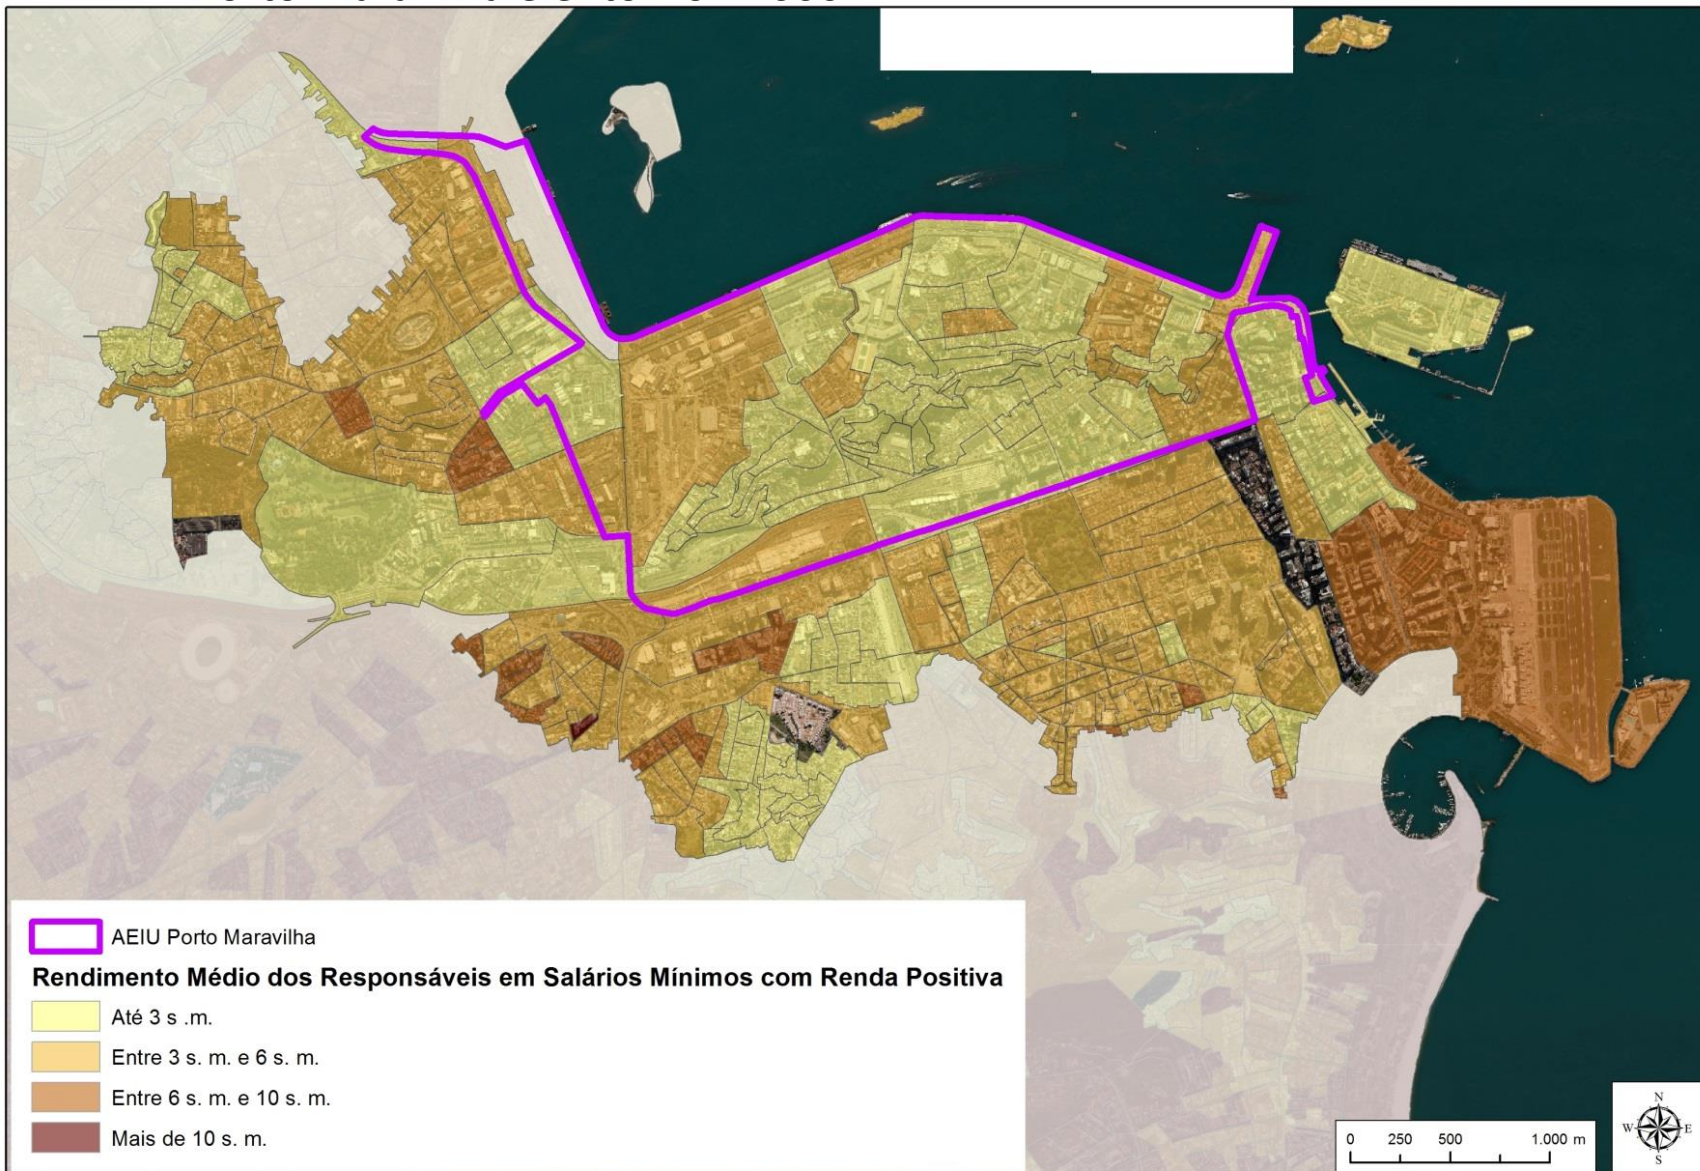 AEIU Porto Maravilha
Rendimento Médio dos Responsáveis em Salários Mínimos com Renda Positiva
Até 3 s .m.
Entre 3 s. m. e 6 s. m.
Entre 6 s. m. e 10 s. m.
Mais de 10 s. m.
0 250 500 1.000 m
N
W E
S